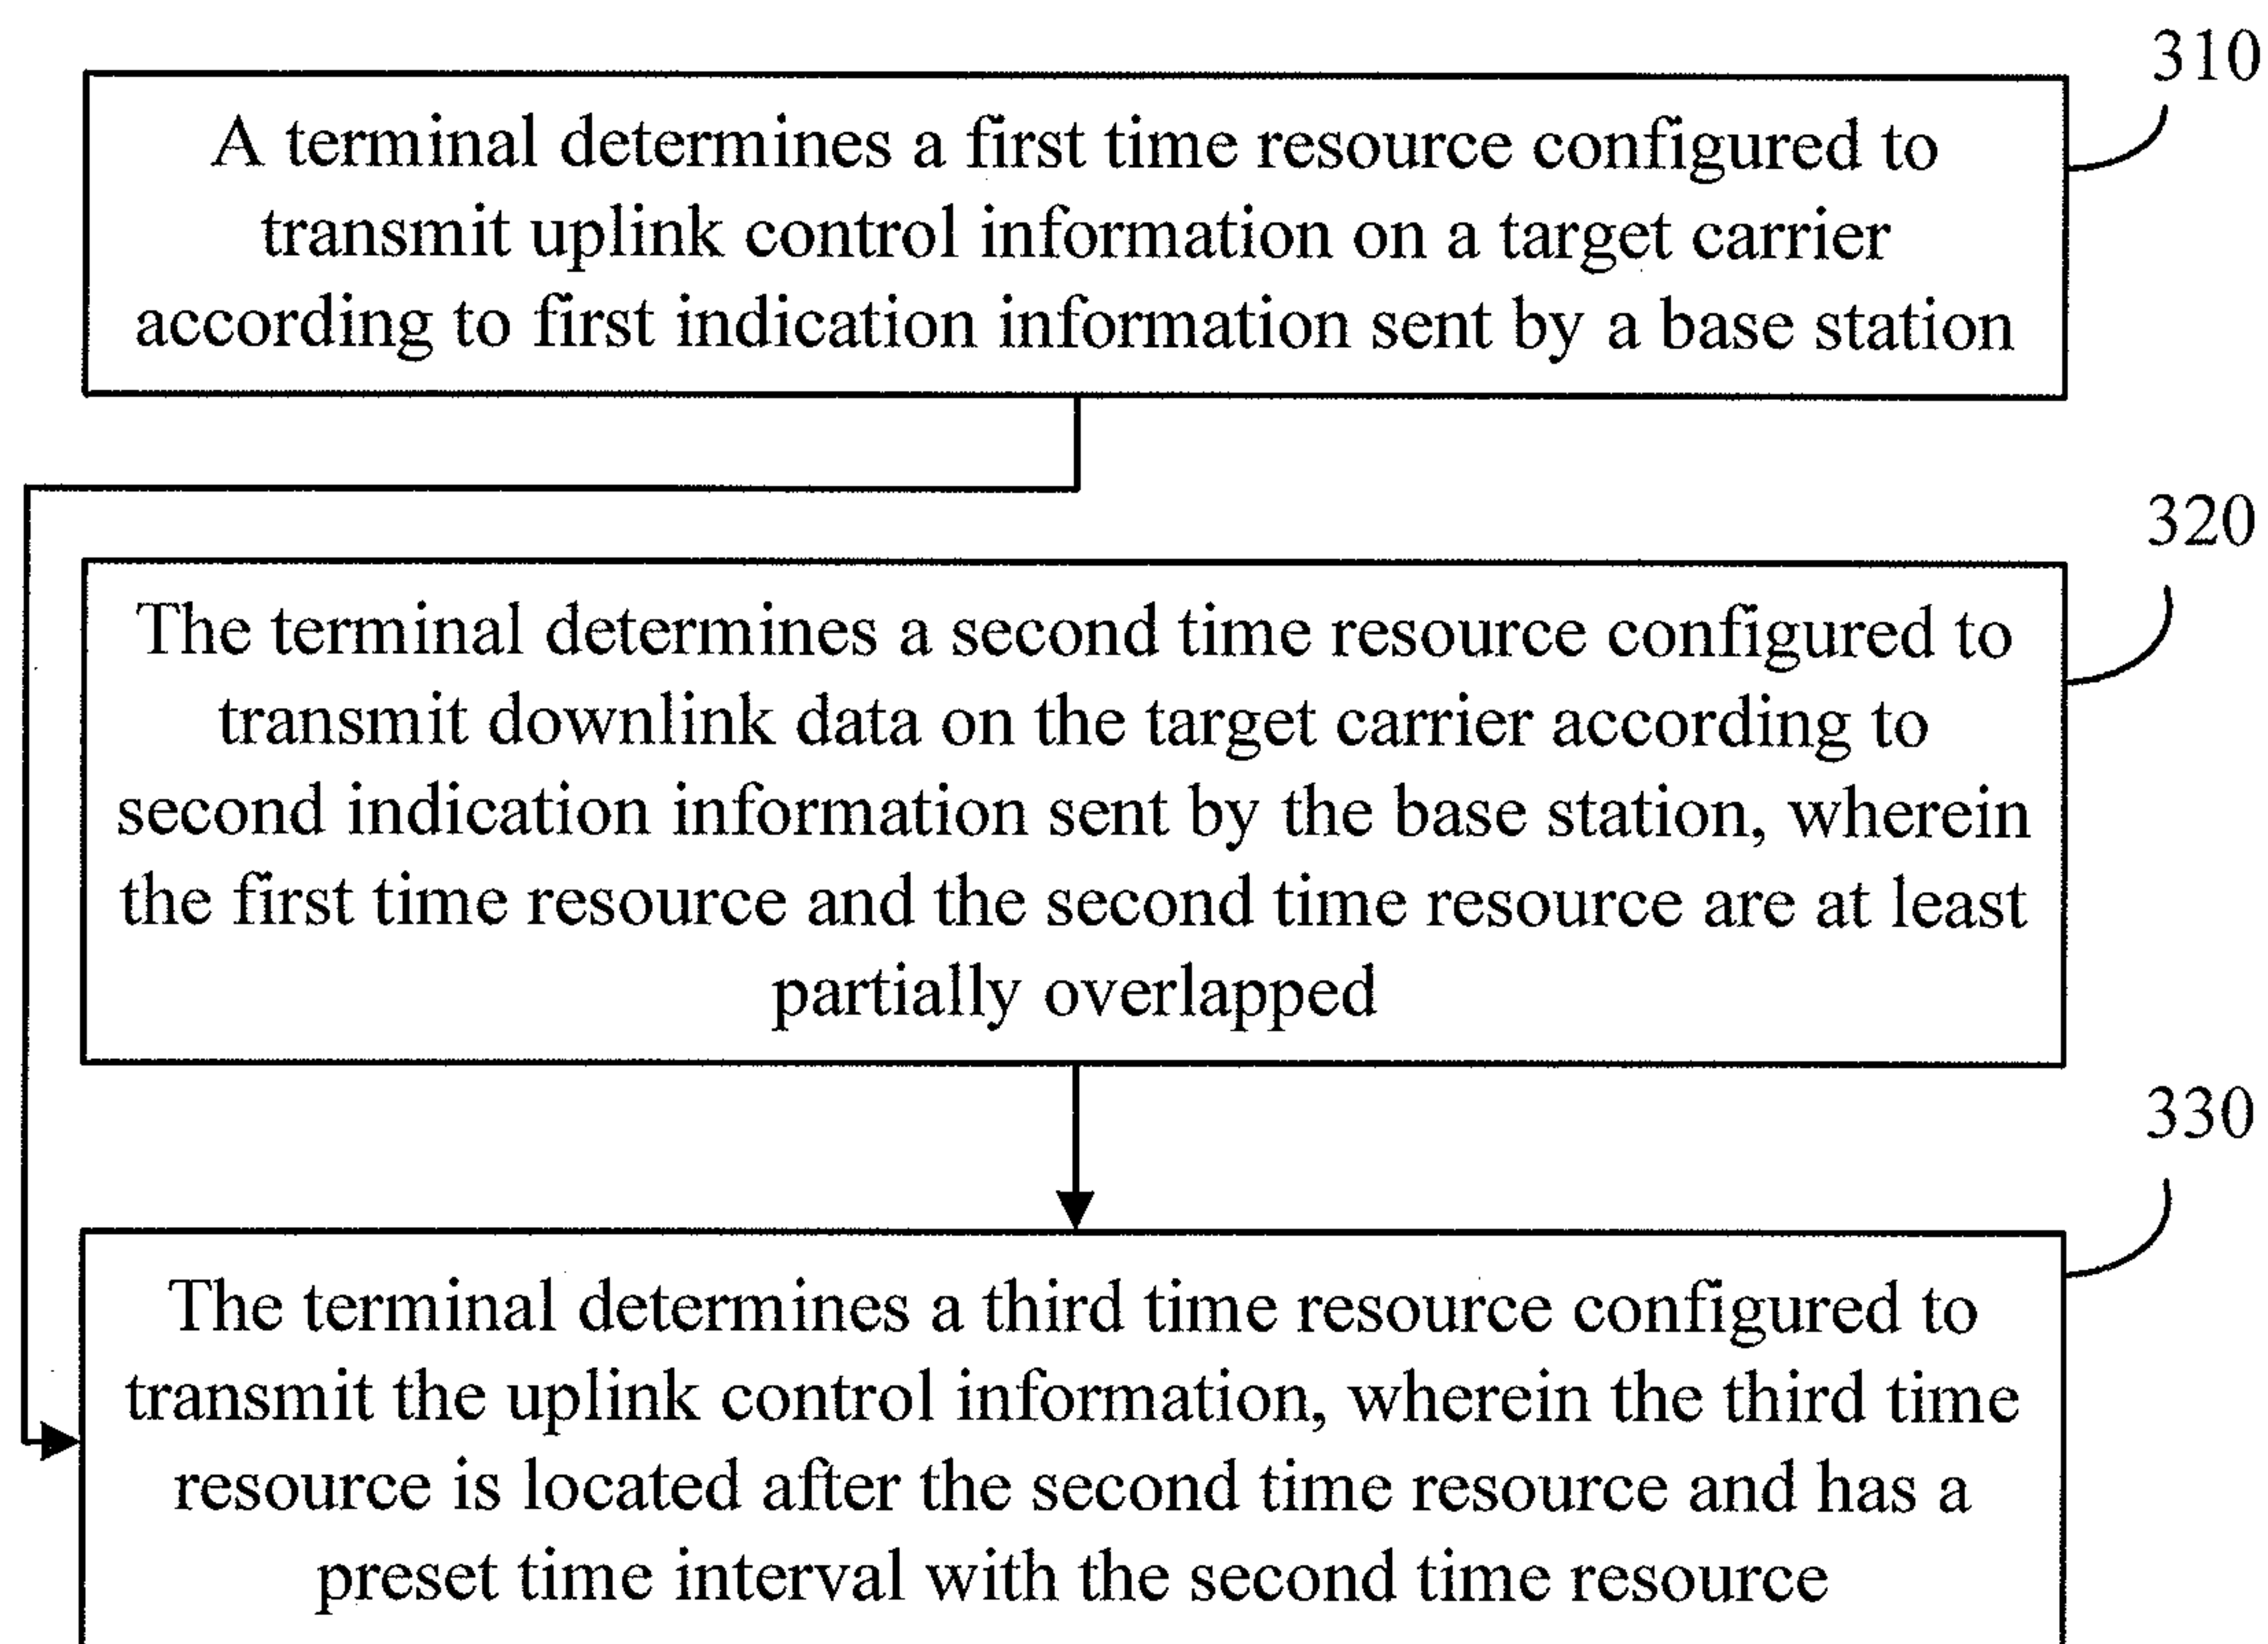 310
A terminal determines a first time resource configured to
transmit uplink control information on a target carrier
according to first indication information sent by a base station
320
The terminal determines a second time resource configured to
transmit downlink data on the target carrier according to
second indication information sent by the base station, wherein
the first time resource and the second time resource are at least
partially overlapped
330
The terminal determines a third time resource configured to
transmit the uplink control information, wherein the third time
resource is located after the second time resource and has a
preset time interval with the second time resource